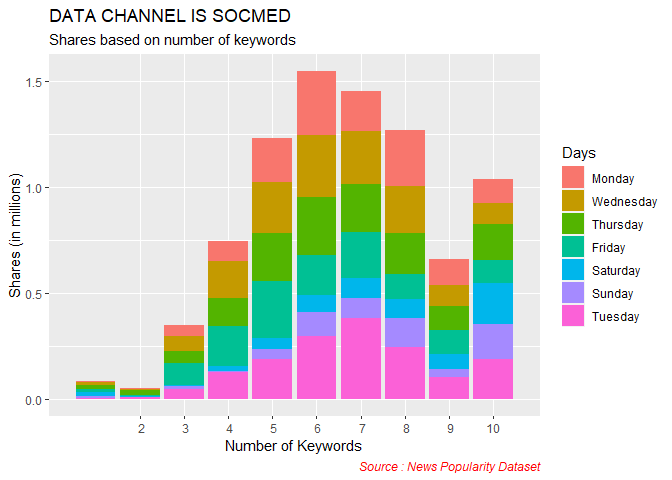 DATA CHANNEL IS SOCMED
Shares based on number of keywords
Shares (in millions)
1.5
1.0
0.5
0.0
2 3 4 5 6 7 8 9 10
Number of Keywords
Source : News Popularity Dataset
Days
Monday
Wednesday
Thursday
Friday
Saturday
Sunday
Tuesday